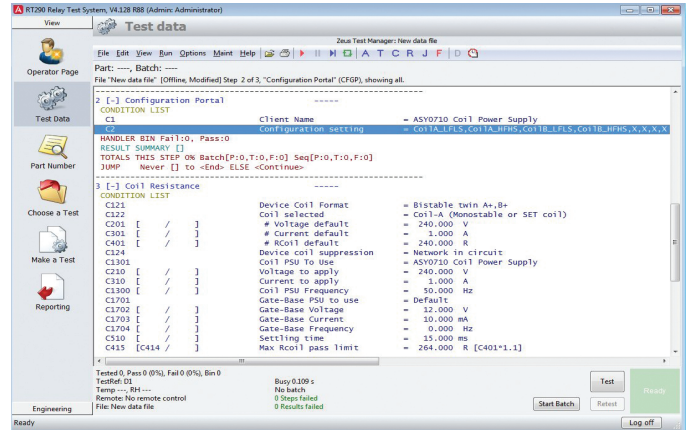 RT290 Relay Test System, V4.128 R88 (Admin: Administrator)
View
Test data
Zeus Test Manager: New data file
File Edit View Run Options Maint Help A T C R J F D
Operator Page
Part: ----, Batch: ----
File "New data file" [Offline, Modified] Step 2 of 3, "Configuration Portal" (CFGP), showing all.
2 [-] Configuration Portal -----
CONDITION LIST
C1 Client Name = ASY0710 Coil Power Supply
C2 Configuration setting = CoilA_LFLS,CoilA_HFHS,CoilB_LFLS,CoilB_HFHS,X,X,X,X
HANDLER BIN Fail:0, Pass:0
RESULT SUMMARY []
TOTALS THIS STEP 0% Batch[P:0,T:0,F:0] Seq[P:0,T:0,F:0]
JUMP Never [] to <End> ELSE <Continue>
Test Data
Part Number
Choose a Test
Make a Test
Reporting
3 [-] Coil Resistance -----
CONDITION LIST
C121 Device Coil Format = Bistable twin A+,B+
C122 Coil selected = Coil-A (Monostable or SET coil)
C201 [ / ] # Voltage default = 240.000 V
C301 [ / ] # Current default = 1.000 A
C401 [ / ] # RCoil default = 240.000 R
C124 Device coil suppression = Network in circuit
C1301 Coil PSU To Use = ASY0710 Coil Power Supply
C210 [ / ] Voltage to apply = 240.000 V
C310 [ / ] Current to apply = 1.000 A
C1300 [ / ] Coil PSU Frequency = 50.000 Hz
C1701 Gate-Base PSU to use = Default
C1702 [ / ] Gate-Base Voltage = 12.000 V
C1703 [ / ] Gate-Base Current = 10.000 mA
C1704 [ / ] Gate-Base Frequency = 0.000 Hz
C510 [ / ] Settling time = 15.000 ms
C415 [C414 / ] Max Rcoil pass limit = 264.000 R [C401*1.1]
Tested 0, Pass 0 (0%), Fail 0 (0%), Bin 0
TestRef: D1 Busy 0.109 s
Temp ---, RH --- No batch
Remote: No remote control 0 Steps failed
File: New data file 0 Results failed
Test
Ready
Start Batch
Retest
Engineering
Ready
Log off